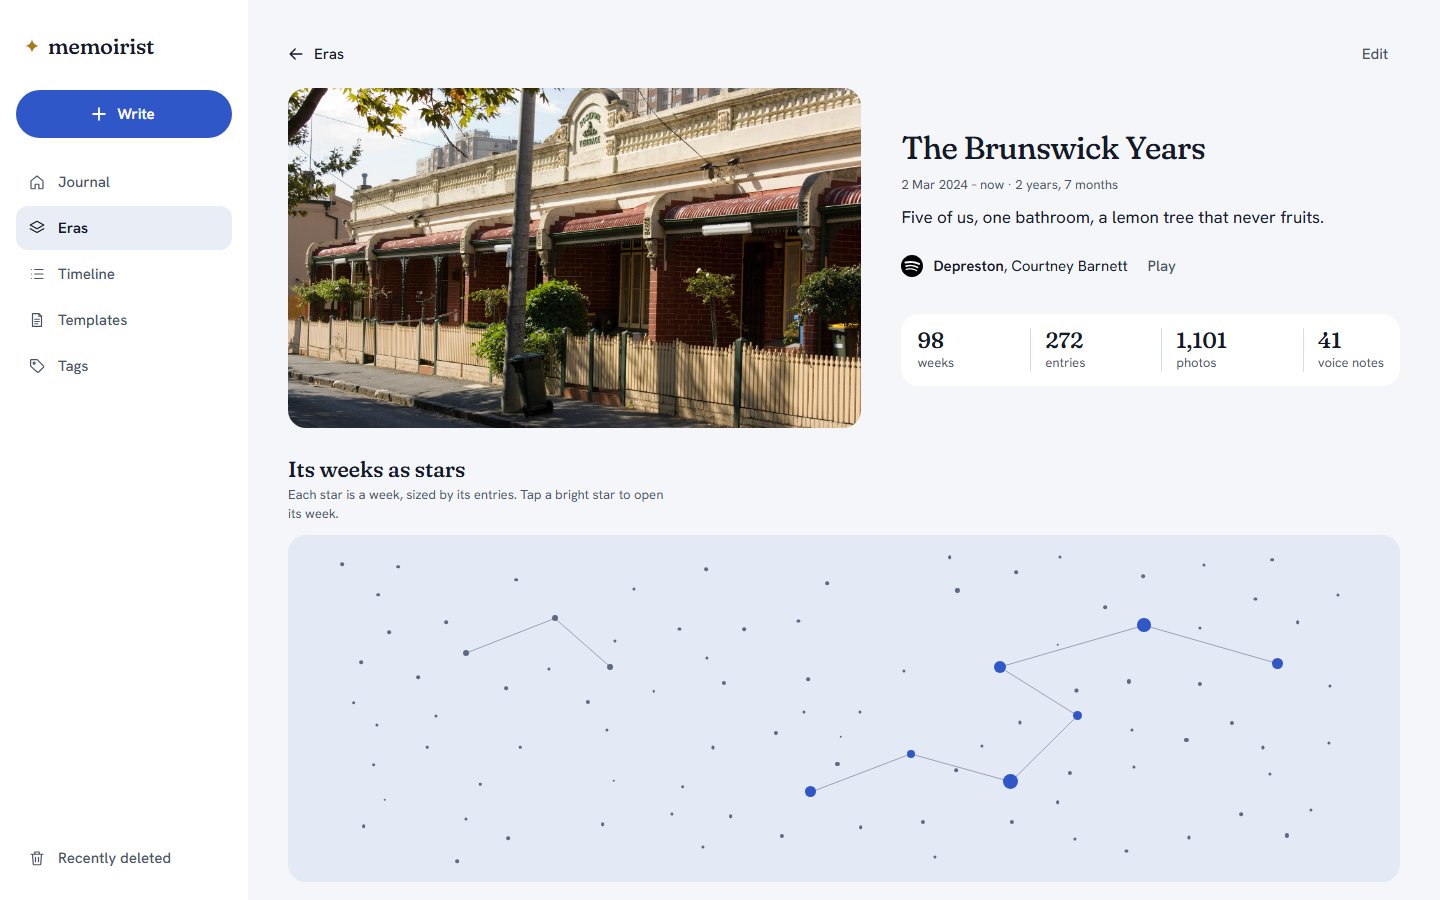 memoirist
Write
Journal
Eras
Timeline
Templates
Tags
Recently deleted
Eras
Edit
The Brunswick Years
2 Mar 2024 – now · 2 years, 7 months
Five of us, one bathroom, a lemon tree that never fruits.
Depreston, Courtney Barnett Play
98 272 1,101 41
weeks entries photos voice notes
Its weeks as stars
Each star is a week, sized by its entries. Tap a bright star to open
its week.